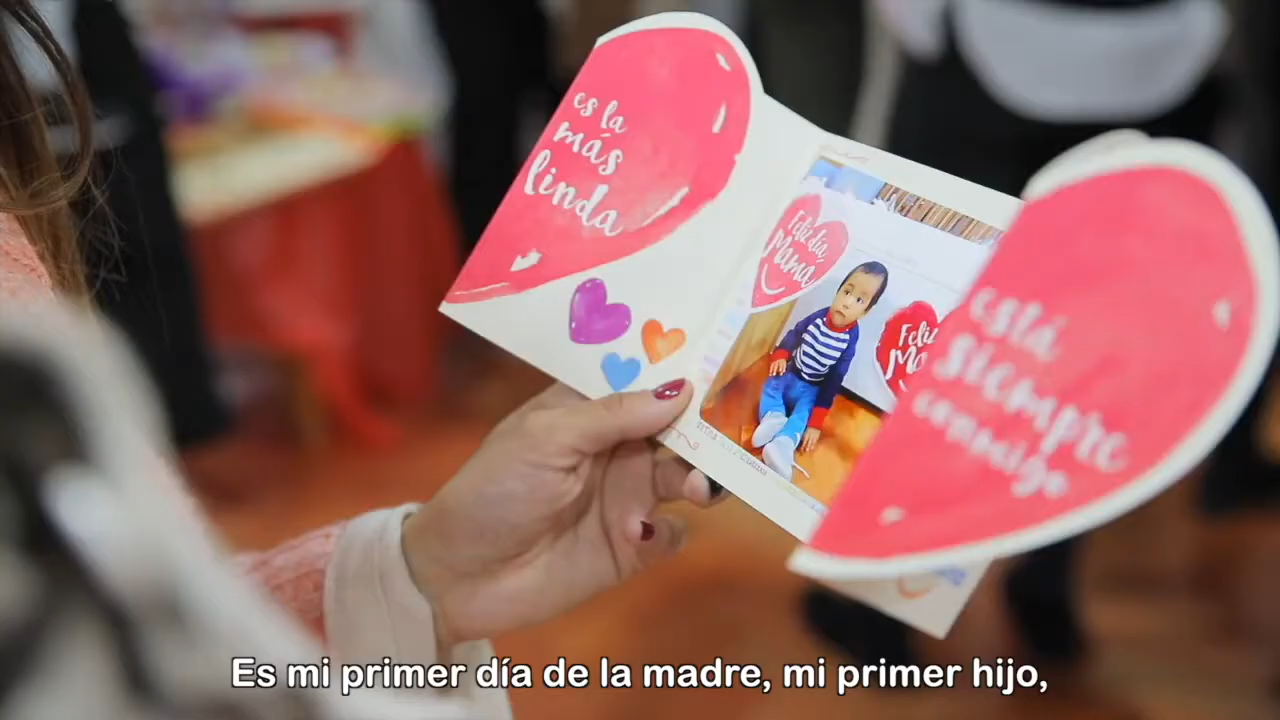 es la
más
linda
Feliz día,
Mamá
Feliz
está
siempre
conmigo
Es mi primer día de la madre, mi primer hijo,